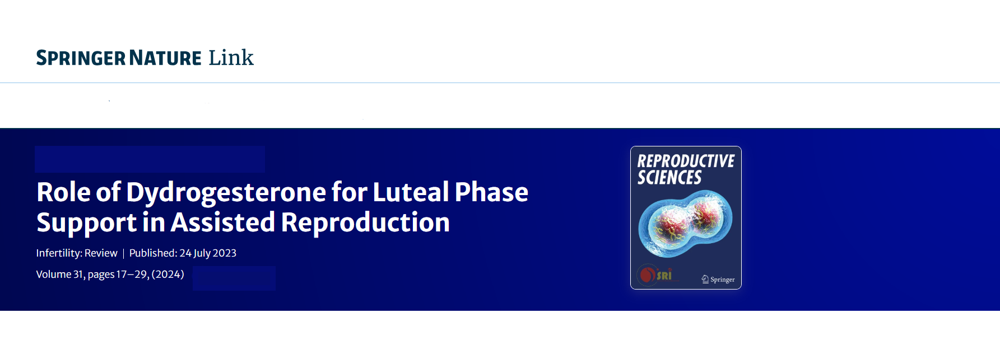 SPRINGER NATURE Link
Role of Dydrogesterone for Luteal Phase
Support in Assisted Reproduction
Infertility: Review | Published: 24 July 2023
Volume 31, pages 17–29, (2024)
REPRODUCTIVE
SCIENCES
SRI
Springer